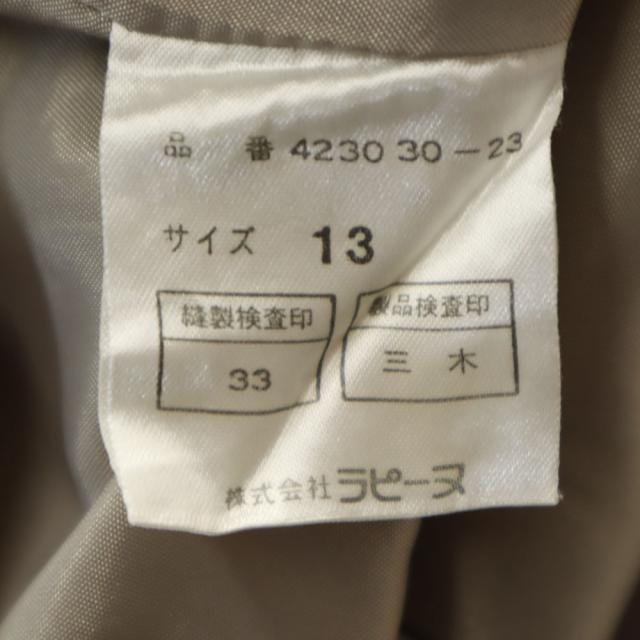 品 番 4230 30-23
サイズ 13
縫製検査印 製品検査印
33 三木
株式会社ラピーヌ